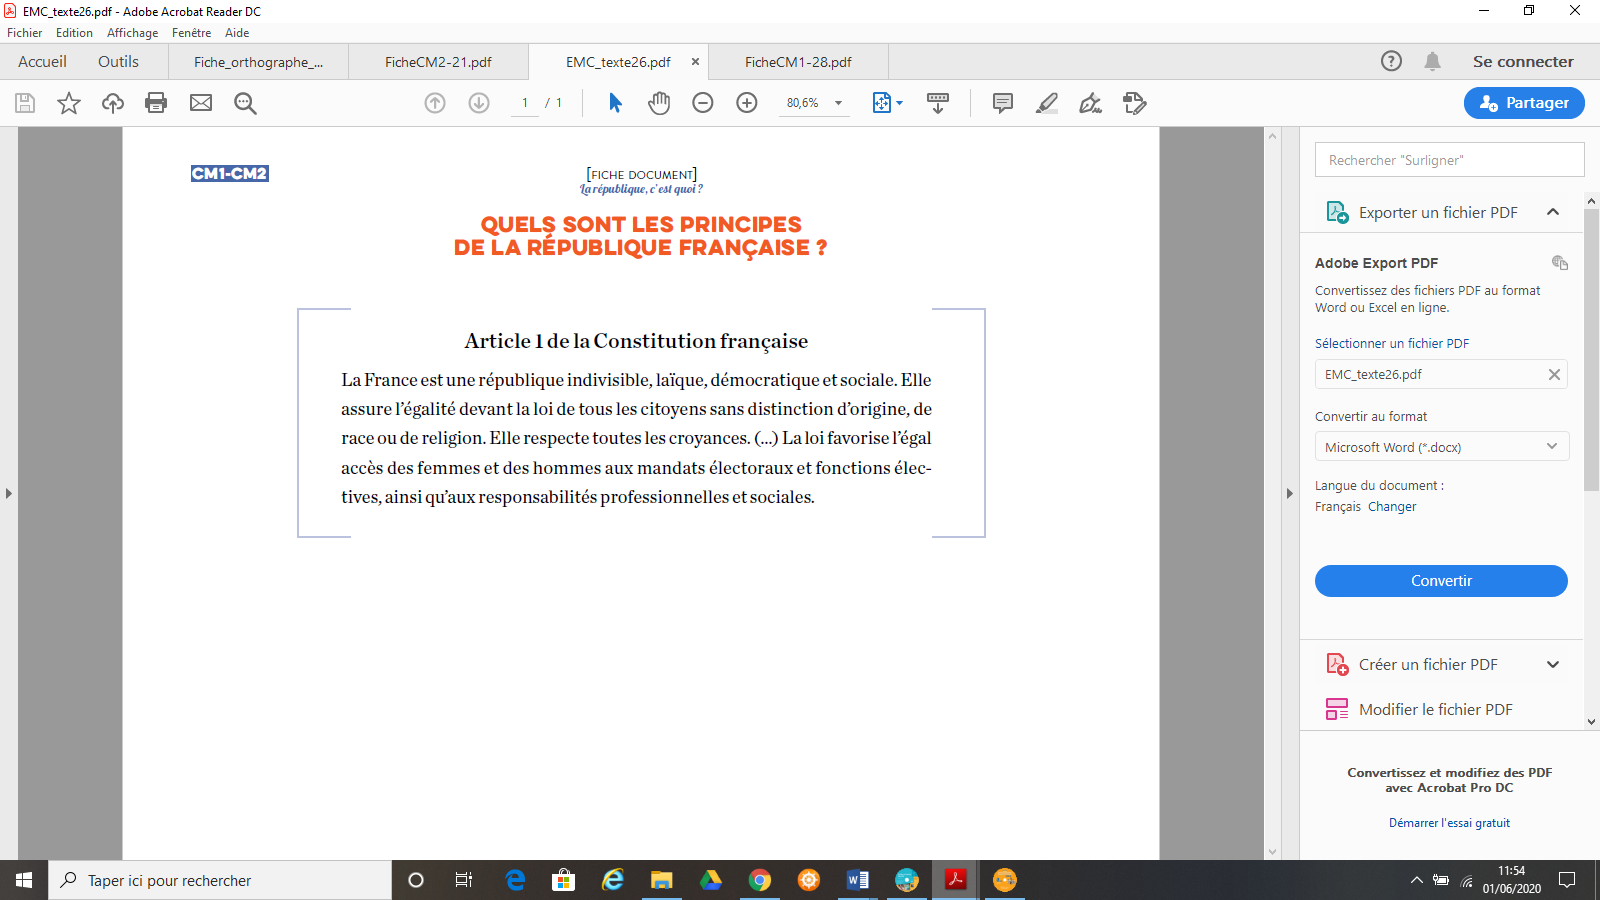 EMC_texte26.pdf - Adobe Acrobat Reader DC
Fichier Edition Affichage Fenêtre Aide
Accueil Outils Fiche_orthographe_... FicheCM2-21.pdf EMC_texte26.pdf FicheCM1-28.pdf Se connecter
1 / 1 80,6% Partager
CM1-CM2
[FICHE DOCUMENT]
La république, c'est quoi ?
QUELS SONT LES PRINCIPES
DE LA RÉPUBLIQUE FRANÇAISE ?
Article 1 de la Constitution française
La France est une république indivisible, laïque, démocratique et sociale. Elle
assure l'égalité devant la loi de tous les citoyens sans distinction d'origine, de
race ou de religion. Elle respecte toutes les croyances. (...) La loi favorise l'égal
accès des femmes et des hommes aux mandats électoraux et fonctions élec-
tives, ainsi qu'aux responsabilités professionnelles et sociales.
Rechercher "Surligner"
Exporter un fichier PDF
Adobe Export PDF
Convertissez des fichiers PDF au format
Word ou Excel en ligne.
Sélectionner un fichier PDF
EMC_texte26.pdf
Convertir au format
Microsoft Word (*.docx)
Langue du document :
Français Changer
Convertir
Créer un fichier PDF
Modifier le fichier PDF
Convertissez et modifiez des PDF
avec Acrobat Pro DC
Démarrer l'essai gratuit
Taper ici pour rechercher
11:54
01/06/2020